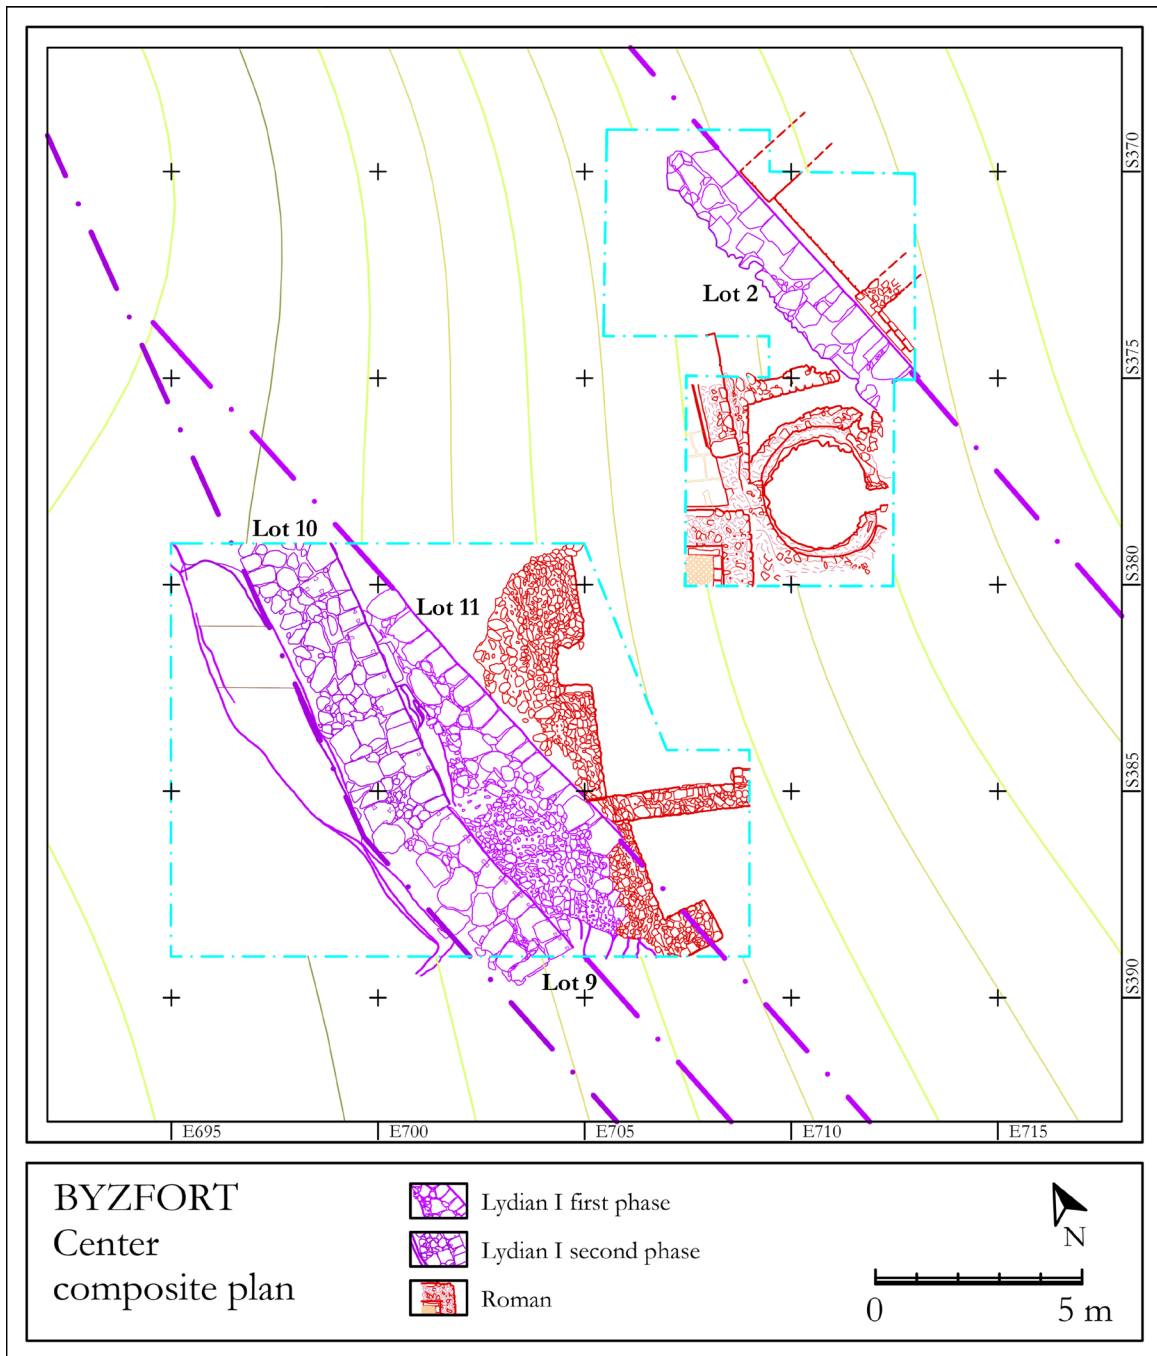 S370
Lot 2
S375
Lot 10
S380
Lot 11
S385
Lot 9
S390
E695
E700
E705
E710
E715
BYZFORT
Center
composite plan
Lydian I first phase
Lydian I second phase
Roman
N
0
5 m